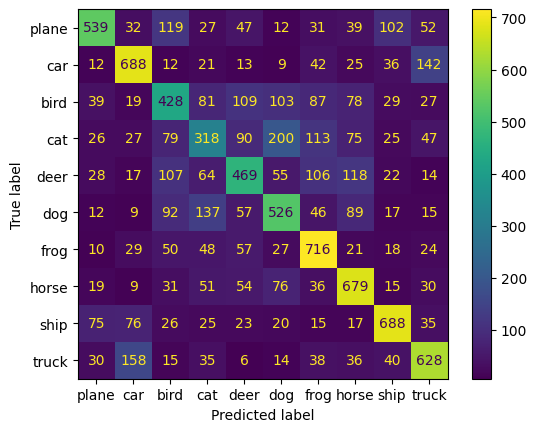 plane 539 32 119 27 47 12 31 39 102 52
car 12 688 12 21 13 9 42 25 36 142
bird 39 19 428 81 109 103 87 78 29 27
cat 26 27 79 318 90 200 113 75 25 47
deer 28 17 107 64 469 55 106 118 22 14
dog 12 9 92 137 57 526 46 89 17 15
frog 10 29 50 48 57 27 716 21 18 24
horse 19 9 31 51 54 76 36 679 15 30
ship 75 76 26 25 23 20 15 17 688 35
truck 30 158 15 35 6 14 38 36 40 628
plane car bird cat deer dog frog horse ship truck
Predicted label
True label
700
600
500
400
300
200
100